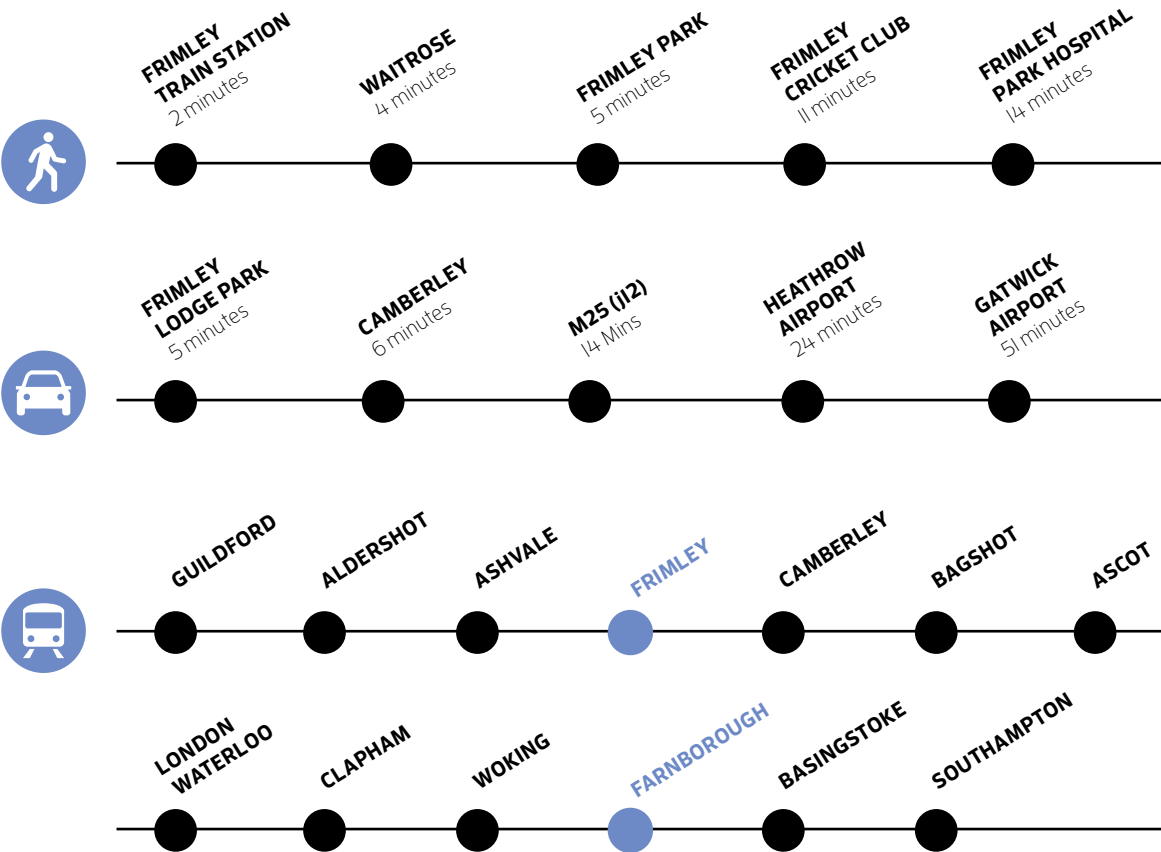 FRIMLEY
TRAIN STATION
2 minutes
WAITROSE
4 minutes
FRIMLEY PARK
5 minutes
FRIMLEY
CRICKET CLUB
11 minutes
FRIMLEY
PARK HOSPITAL
14 minutes
FRIMLEY
LODGE PARK
5 minutes
CAMBERLEY
6 minutes
M25 (j12)
14 Mins
HEATHROW
AIRPORT
24 minutes
GATWICK
AIRPORT
51 minutes
GUILDFORD
ALDERSHOT
ASHVALE
FRIMLEY
CAMBERLEY
BAGSHOT
ASCOT
LONDON
WATERLOO
CLAPHAM
WOKING
FARNBOROUGH
BASINGSTOKE
SOUTHAMPTON